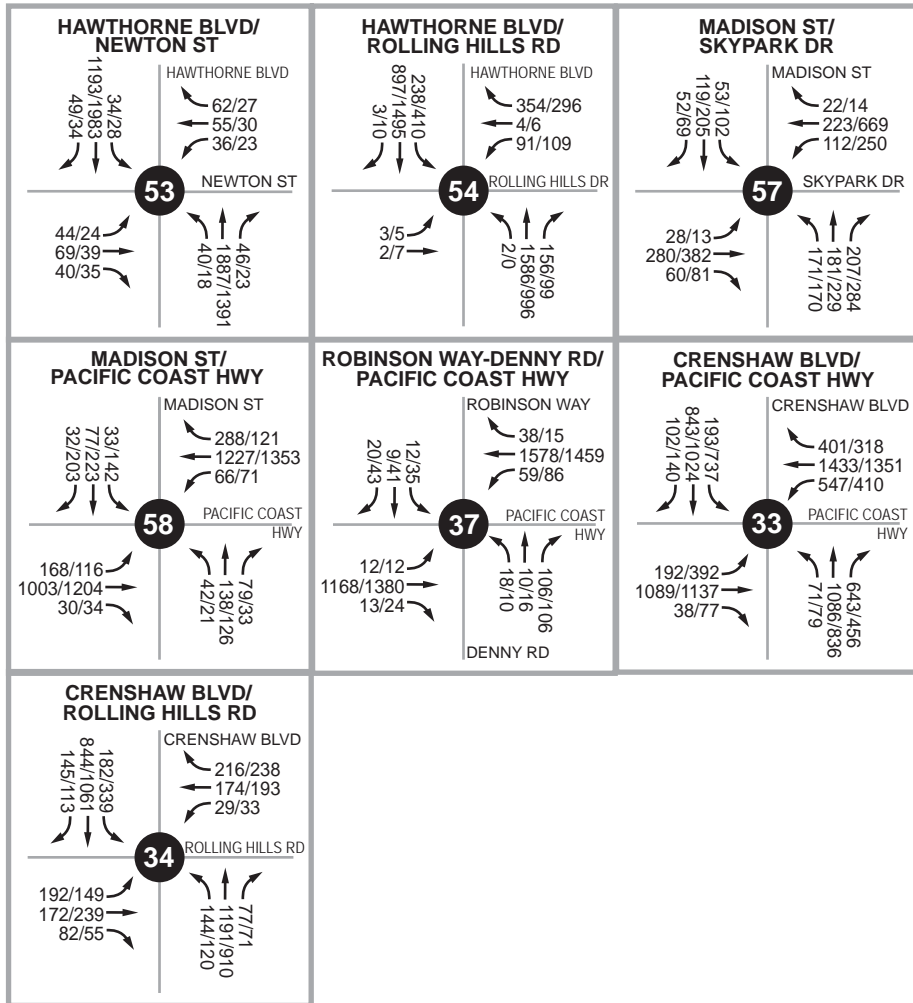 HAWTHORNE BLVD/
NEWTON ST
HAWTHORNE BLVD
49/34
1193/1983
34/28
62/27
55/30
36/23
53
NEWTON ST
44/24
69/39
40/35
40/18
1887/1391
46/23
HAWTHORNE BLVD/
ROLLING HILLS RD
HAWTHORNE BLVD
3/10
897/1495
238/410
354/296
4/6
91/109
54
ROLLING HILLS DR
3/5
2/7
2/0
1586/996
156/99
MADISON ST/
SKYPARK DR
MADISON ST
52/69
119/205
53/102
22/14
223/669
112/250
57
SKYPARK DR
28/13
280/382
60/81
171/170
181/229
207/284
MADISON ST/
PACIFIC COAST HWY
MADISON ST
32/203
77/223
33/142
288/121
1227/1353
66/71
58
PACIFIC COAST
HWY
168/116
1003/1204
30/34
42/21
138/126
79/33
ROBINSON WAY-DENNY RD/
PACIFIC COAST HWY
ROBINSON WAY
20/43
9/41
12/35
38/15
1578/1459
59/86
37
PACIFIC COAST
HWY
12/12
1168/1380
13/24
18/10
10/16
106/106
DENNY RD
CRENSHAW BLVD/
PACIFIC COAST HWY
CRENSHAW BLVD
102/140
843/1024
193/737
401/318
1433/1351
547/410
33
PACIFIC COAST
HWY
192/392
1089/1137
38/77
71/79
1086/836
643/456
CRENSHAW BLVD/
ROLLING HILLS RD
CRENSHAW BLVD
145/113
844/1061
182/339
216/238
174/193
29/33
34
ROLLING HILLS RD
192/149
172/239
82/55
144/120
1191/910
77/71